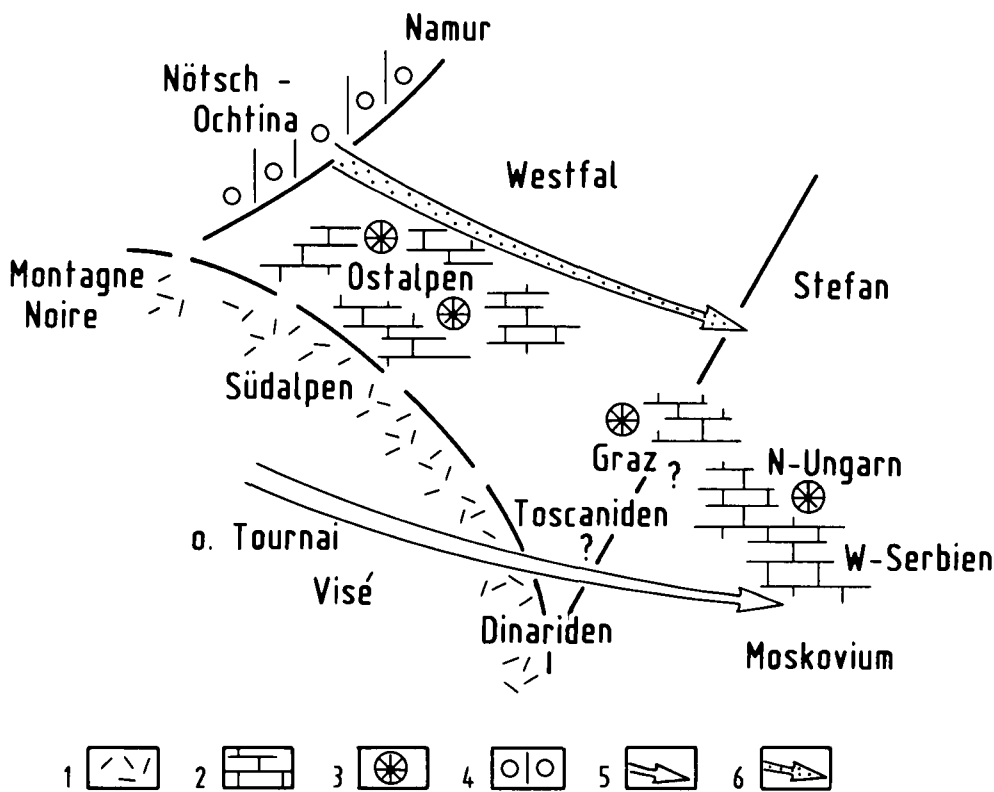 Namur
Nötsch -
Ochtina
Westfal
Montagne
Noire
Ostalpen
Stefan
Südalpen
Graz ?
N-Ungarn
Toscaniden
?
o. Tournai
W-Serbien
Visé
Dinariden
Moskovium
1 2 3 4 5 6